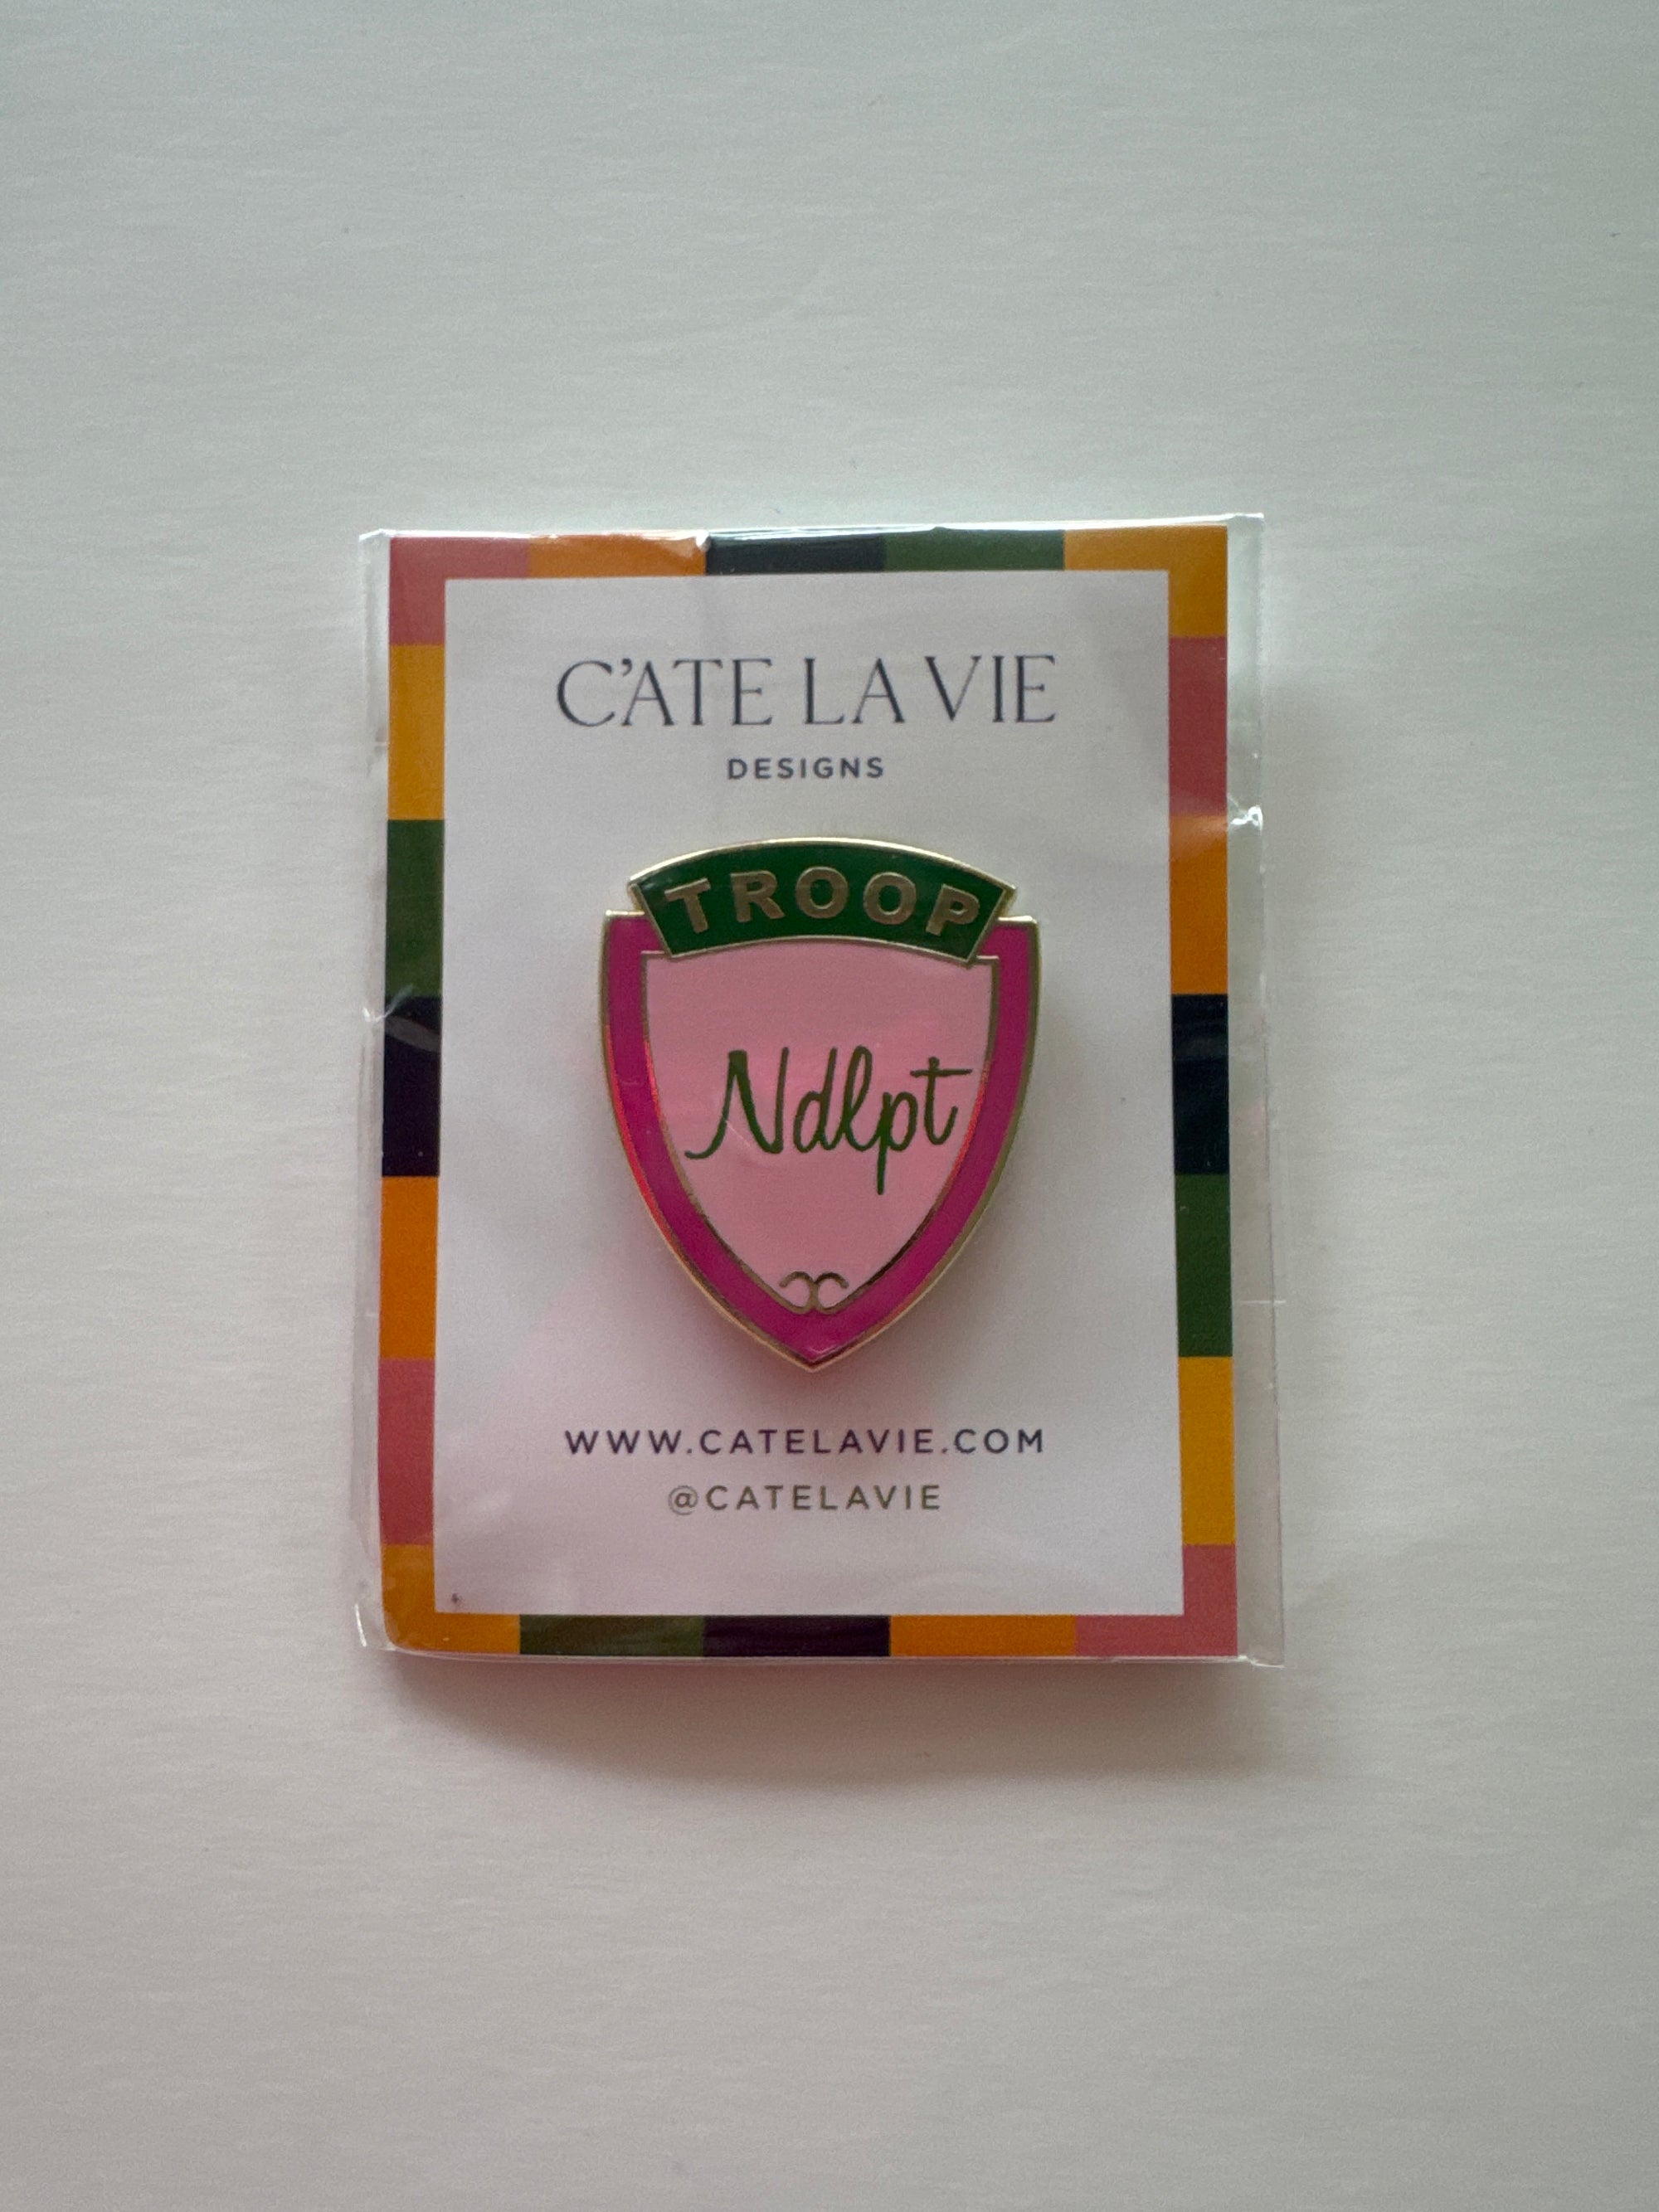 C'ATE LA VIE
DESIGNS
TROOP
Ndlpt
WWW.CATELAVIE.COM
@CATELAVIE